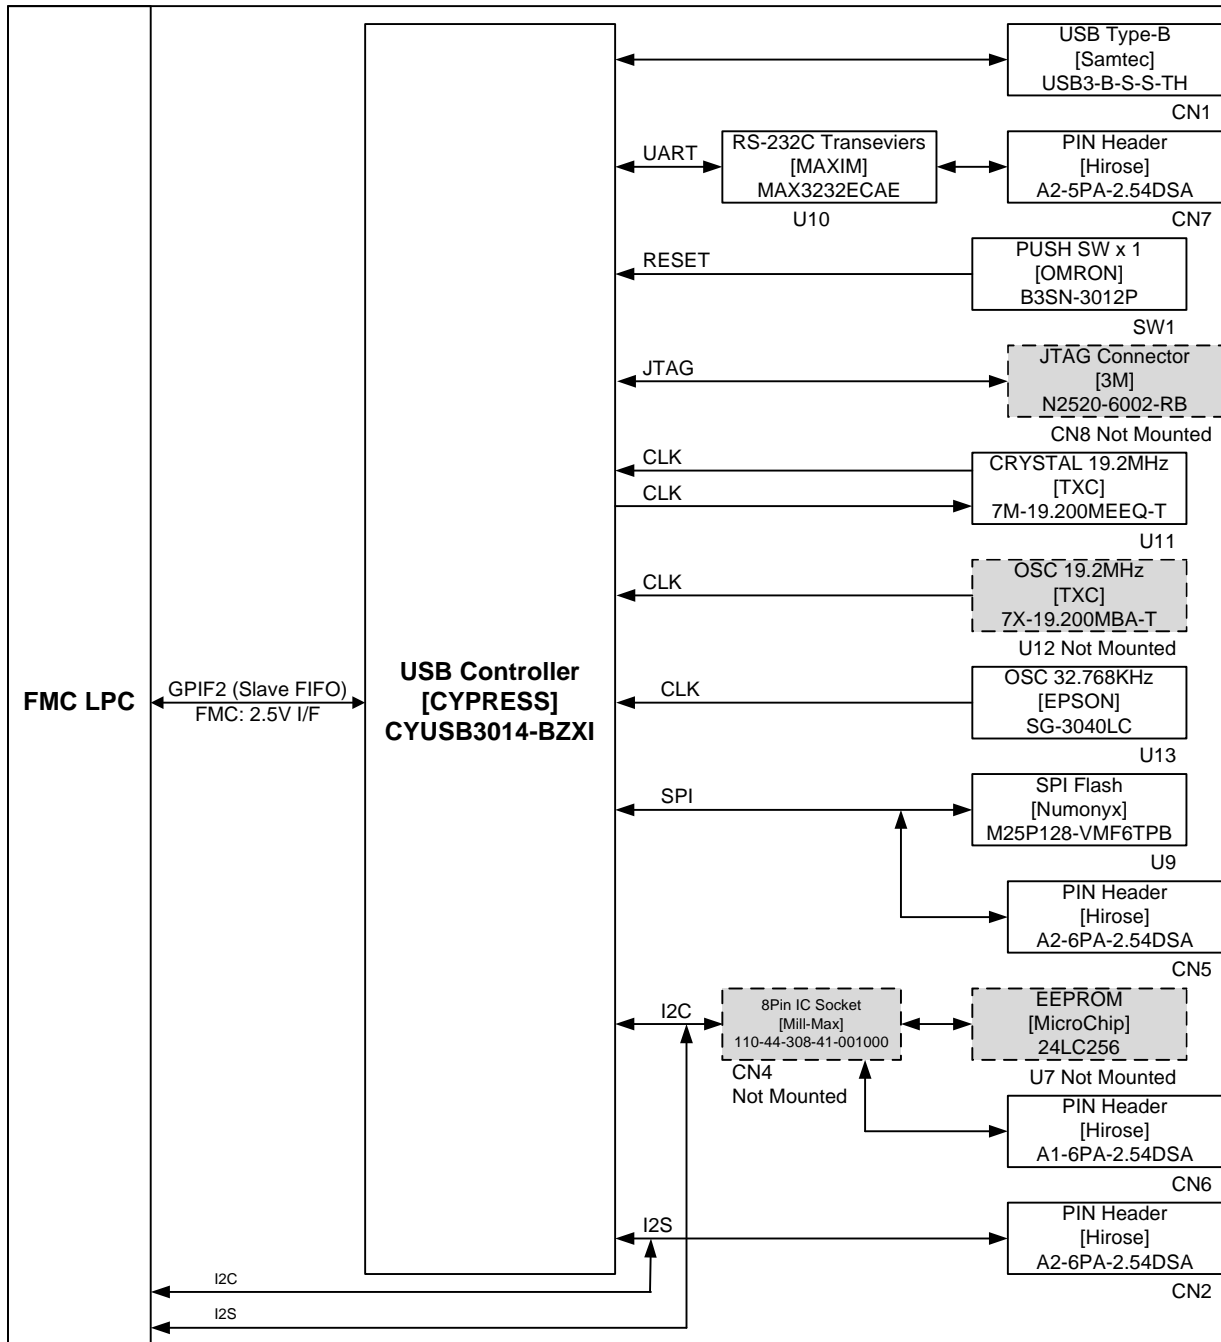 USB Type-B
[Samtec]
USB3-B-S-S-TH
CN1
UART
RS-232C Transeviers
[MAXIM]
MAX3232ECAE
U10
PIN Header
[Hirose]
A2-5PA-2.54DSA
CN7
RESET
PUSH SW x 1
[OMRON]
B3SN-3012P
SW1
JTAG
JTAG Connector
[3M]
N2520-6002-RB
CN8 Not Mounted
CLK
CLK
CRYSTAL 19.2MHz
[TXC]
7M-19.200MEEQ-T
U11
CLK
OSC 19.2MHz
[TXC]
7X-19.200MBA-T
U12 Not Mounted
FMC LPC
GPIF2 (Slave FIFO)
FMC: 2.5V I/F
USB Controller
[CYPRESS]
CYUSB3014-BZXI
CLK
OSC 32.768KHz
[EPSON]
SG-3040LC
U13
SPI
SPI Flash
[Numonyx]
M25P128-VMF6TPB
U9
PIN Header
[Hirose]
A2-6PA-2.54DSA
CN5
I2C
8Pin IC Socket
[Mill-Max]
110-44-308-41-001000
CN4
Not Mounted
EEPROM
[MicroChip]
24LC256
U7 Not Mounted
PIN Header
[Hirose]
A1-6PA-2.54DSA
CN6
I2S
PIN Header
[Hirose]
A2-6PA-2.54DSA
CN2
I2C
I2S